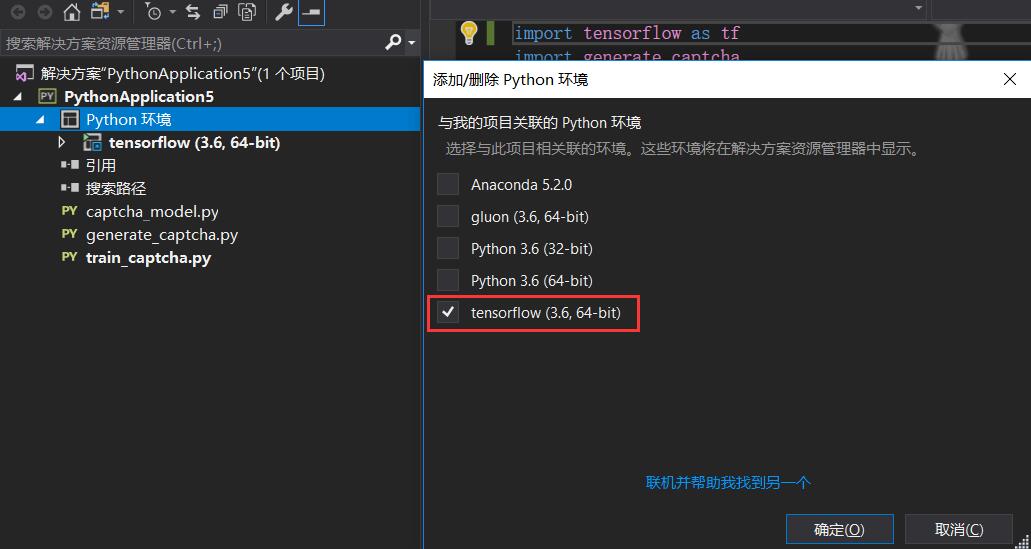 搜索解决方案资源管理器(Ctrl+;)
解决方案"PythonApplication5"(1 个项目)
PY PythonApplication5
Python 环境
tensorflow (3.6, 64-bit)
引用
搜索路径
PY captcha_model.py
PY generate_captcha.py
PY train_captcha.py
import tensorflow as tf
import generate_captcha
添加/删除 Python 环境
与我的项目关联的 Python 环境
选择与此项目相关联的环境。这些环境将在解决方案资源管理器中显示。
Anaconda 5.2.0
gluon (3.6, 64-bit)
Python 3.6 (32-bit)
Python 3.6 (64-bit)
tensorflow (3.6, 64-bit)
联机并帮助我找到另一个
确定(O)
取消(C)